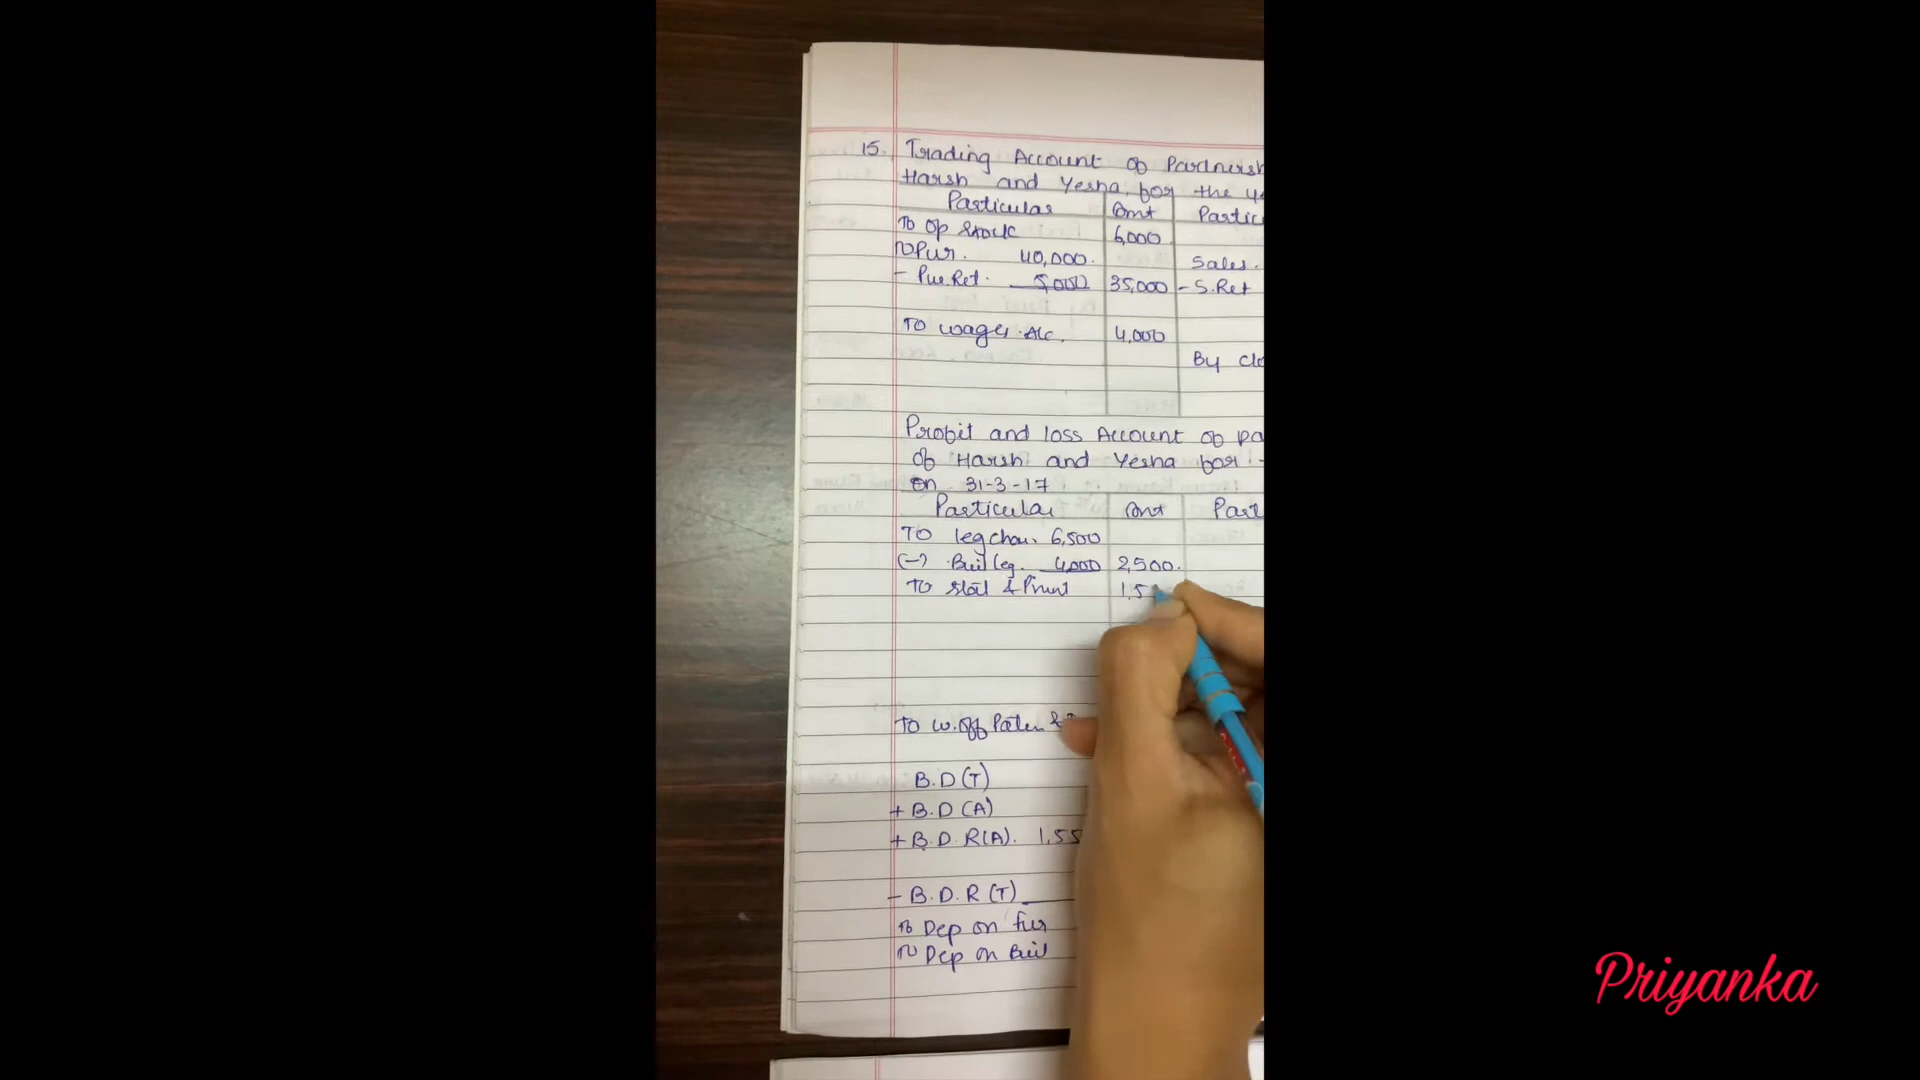 15. Trading Account of Partnersh
Harsh and Yesha, for the ye
Particular Amt Partic
To Op Stock 6,000
To Pur. 40,000. Sales.
- Pur.Ret. 5,000 35,000 - S.Ret
To wages A/c. 4,000
By clo
Profit and loss Account of pa
of Harsh and Yesha for
on 31-3-17
Particular Amt Part
To leg char. 6,500
(-) Buil leg. 4,000 2,500.
To stat & Print 1,5
To w.off Paten &
B.D (T)
+ B.D (A)
+ B.D.R(A). 1,55
- B.D.R (T)
To Dep on fur
To Dep on Buil
Priyanka